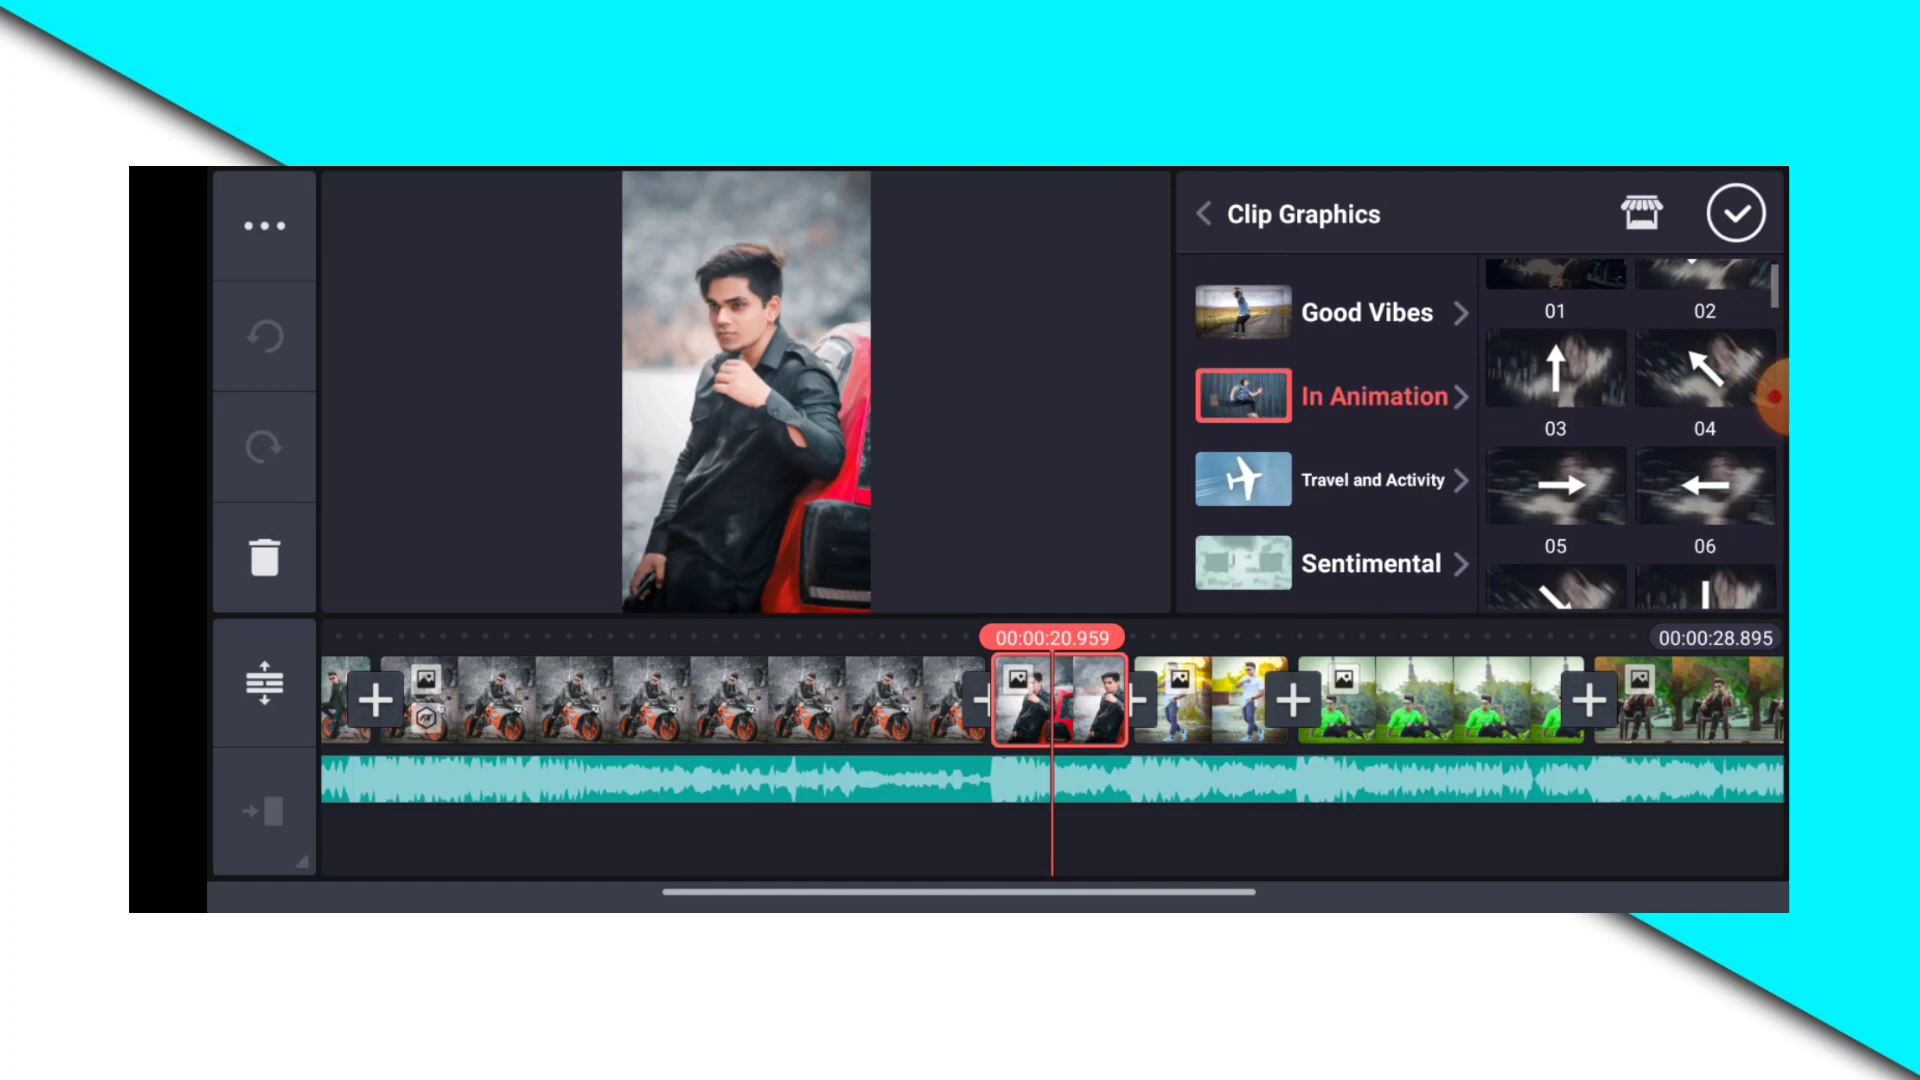 Clip Graphics
Good Vibes
In Animation
Travel and Activity
Sentimental
01 02
03 04
05 06
00:00:20.959
00:00:28.895